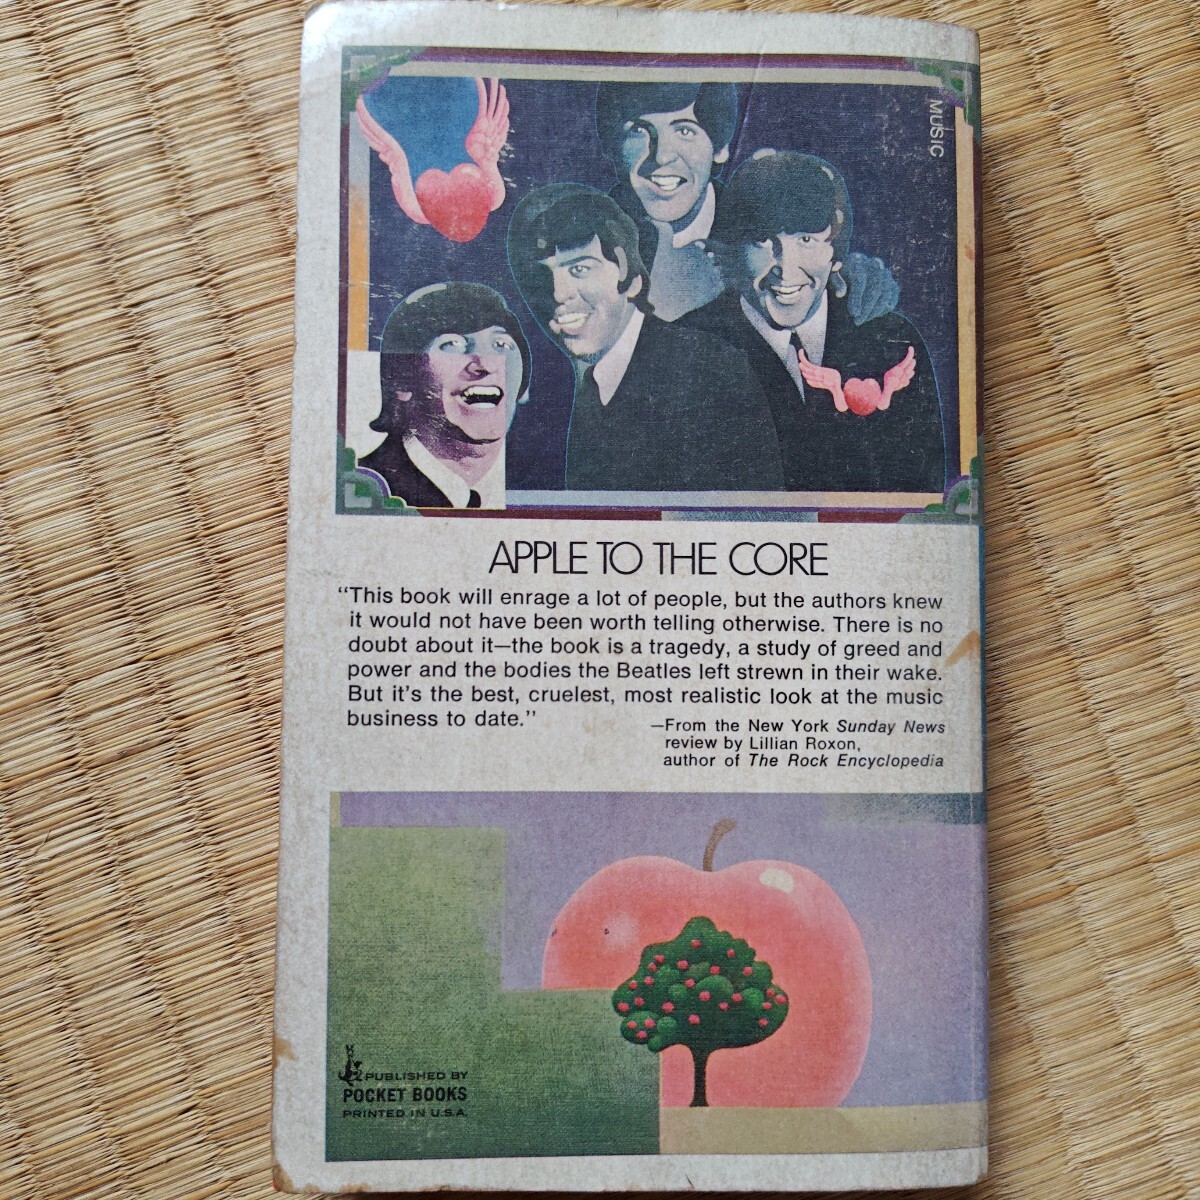 MUSIC
APPLE TO THE CORE
“This book will enrage a lot of people, but the authors knew
it would not have been worth telling otherwise. There is no
doubt about it—the book is a tragedy, a study of greed and
power and the bodies the Beatles left strewn in their wake.
But it's the best, cruelest, most realistic look at the music
business to date.”
—From the New York Sunday News
review by Lillian Roxon,
author of The Rock Encyclopedia
PUBLISHED BY
POCKET BOOKS
PRINTED IN U.S.A.